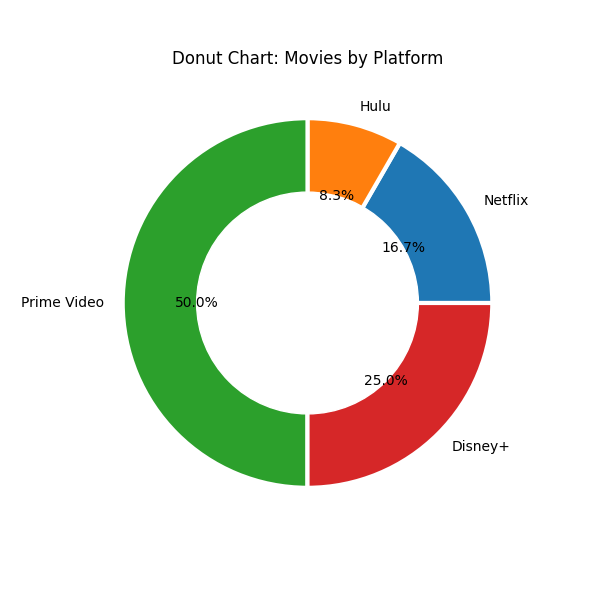 Donut Chart: Movies by Platform
Hulu
8.3%
Netflix
16.7%
Prime Video
50.0%
25.0%
Disney+